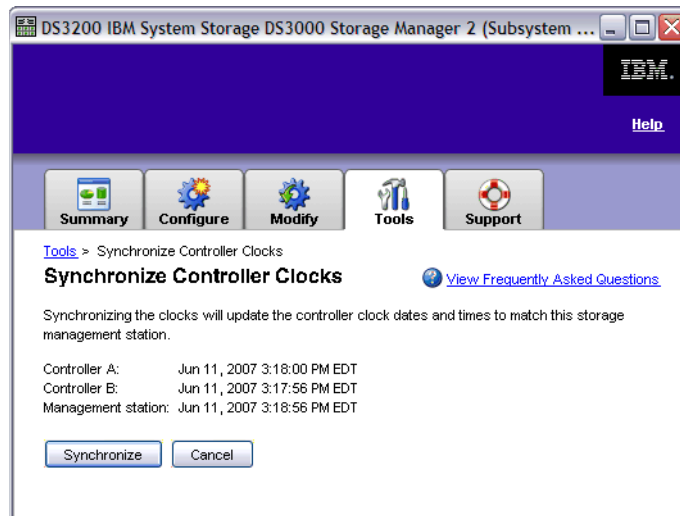 DS3200 IBM System Storage DS3000 Storage Manager 2 (Subsystem ...
IBM.
Help
Summary
Configure
Modify
Tools
Support
Tools > Synchronize Controller Clocks
Synchronize Controller Clocks
View Frequently Asked Questions
Synchronizing the clocks will update the controller clock dates and times to match this storage
management station.
Controller A: Jun 11, 2007 3:18:00 PM EDT
Controller B: Jun 11, 2007 3:17:56 PM EDT
Management station: Jun 11, 2007 3:18:56 PM EDT
Synchronize
Cancel